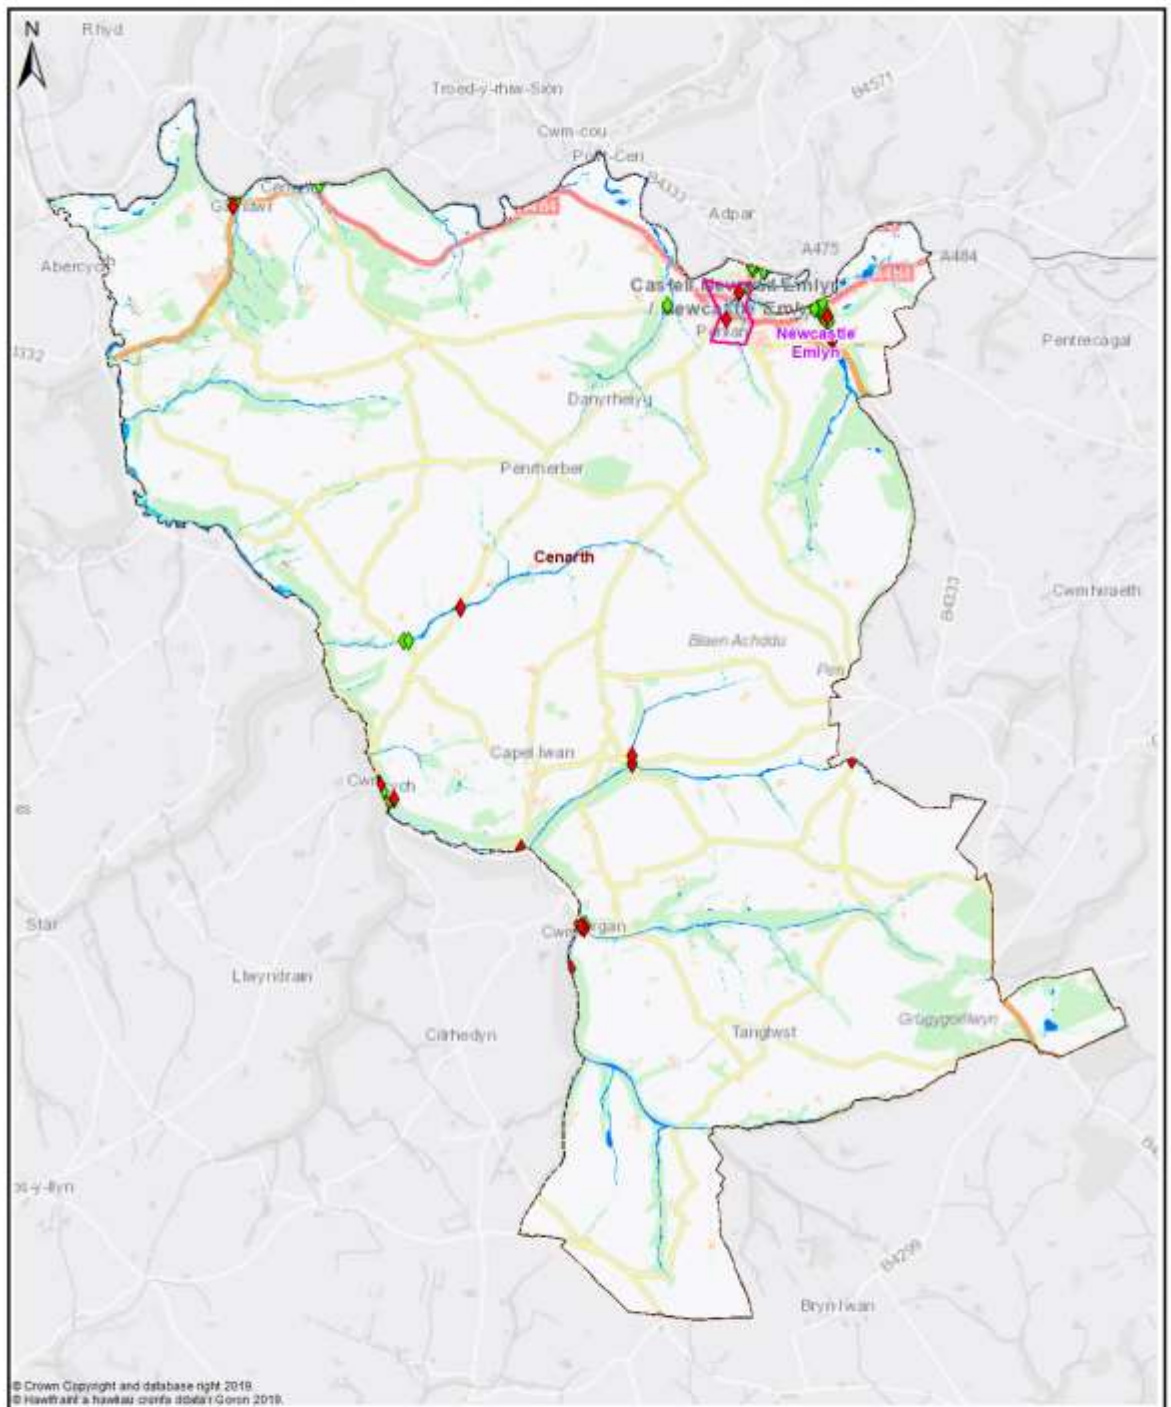 N
Rhyd
Troed-y-rhiw-Sion
B4571
Cwm-cou
Pont-Ceri
B4333
Adpar
A475
A484
Abercych
Castell Newydd Emlyn
/ Newcastle Emlyn
Newcastle
Emlyn
Pentrecagal
Danyrhelyg
Penrherber
Cenarth
Cwmhiraeth
B4333
Blaen Achddu
Pen
Capel Iwan
Star
Llwyndrain
Cilrhedyn
Tanglwst
Grugygorllwyn
B4299
Bryn Iwan
© Crown Copyright and database right 2019.
© Hawlfraint a hawliau cronfa ddata'r Goron 2019.